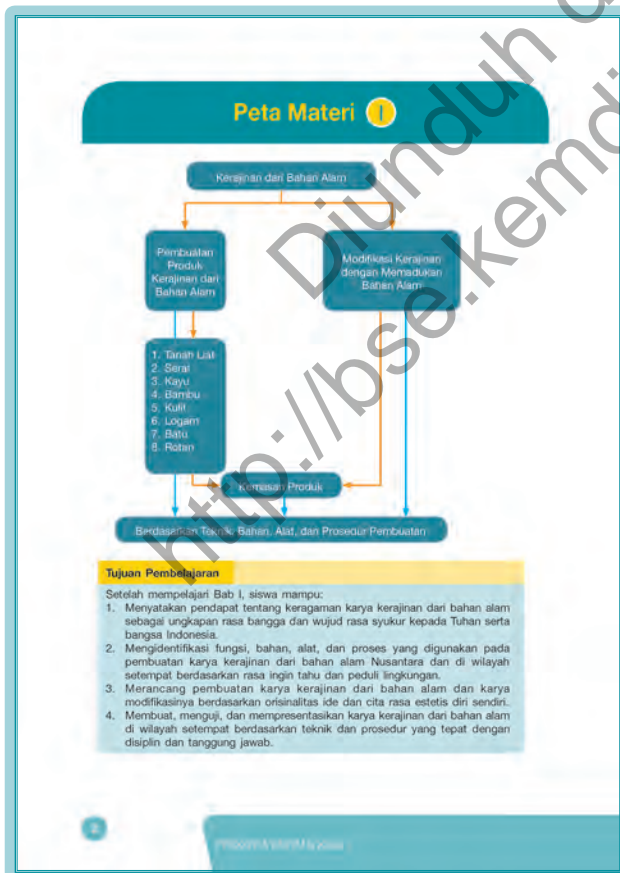 Peta Materi I
Kerajinan dari Bahan Alam
Pembuatan
Produk
Kerajinan dari
Bahan Alam
Modifikasi Kerajinan
dengan Memadukan
Bahan Alam
1. Tanah Liat
2. Serat
3. Kayu
4. Bambu
5. Kulit
6. Logam
7. Batu
8. Rotan
Kemasan Produk
Berdasarkan Teknik, Bahan, Alat, dan Prosedur Pembuatan
Tujuan Pembelajaran
Setelah mempelajari Bab I, siswa mampu:
1. Menyatakan pendapat tentang keragaman karya kerajinan dari bahan alam
sebagai ungkapan rasa bangga dan wujud rasa syukur kepada Tuhan serta
bangsa Indonesia.
2. Mengidentifikasi fungsi, bahan, alat, dan proses yang digunakan pada
pembuatan karya kerajinan dari bahan alam Nusantara dan di wilayah
setempat berdasarkan rasa ingin tahu dan peduli lingkungan.
3. Merancang pembuatan karya kerajinan dari bahan alam dan karya
modifikasinya berdasarkan orisinalitas ide dan cita rasa estetis diri sendiri.
4. Membuat, menguji, dan mempresentasikan karya kerajinan dari bahan alam
di wilayah setempat berdasarkan teknik dan prosedur yang tepat dengan
disiplin dan tanggung jawab.
2
Diunduh d
http://bse.kemdi